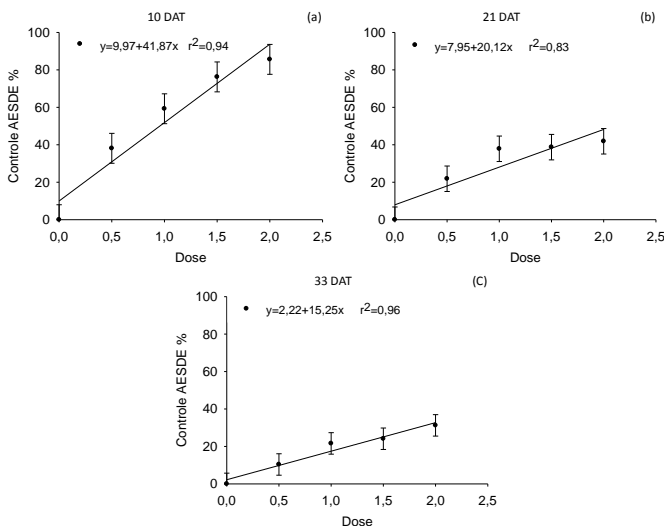 10 DAT
(a)
y=9,97+41,87x r²=0,94
Controle AESDE %
100
80
60
40
20
0
0,0 0,5 1,0 1,5 2,0 2,5
Dose
21 DAT
(b)
y=7,95+20,12x r²=0,83
Controle AESDE %
100
80
60
40
20
0
0,0 0,5 1,0 1,5 2,0 2,5
Dose
33 DAT
(C)
y=2,22+15,25x r²=0,96
Controle AESDE %
100
80
60
40
20
0
0,0 0,5 1,0 1,5 2,0 2,5
Dose